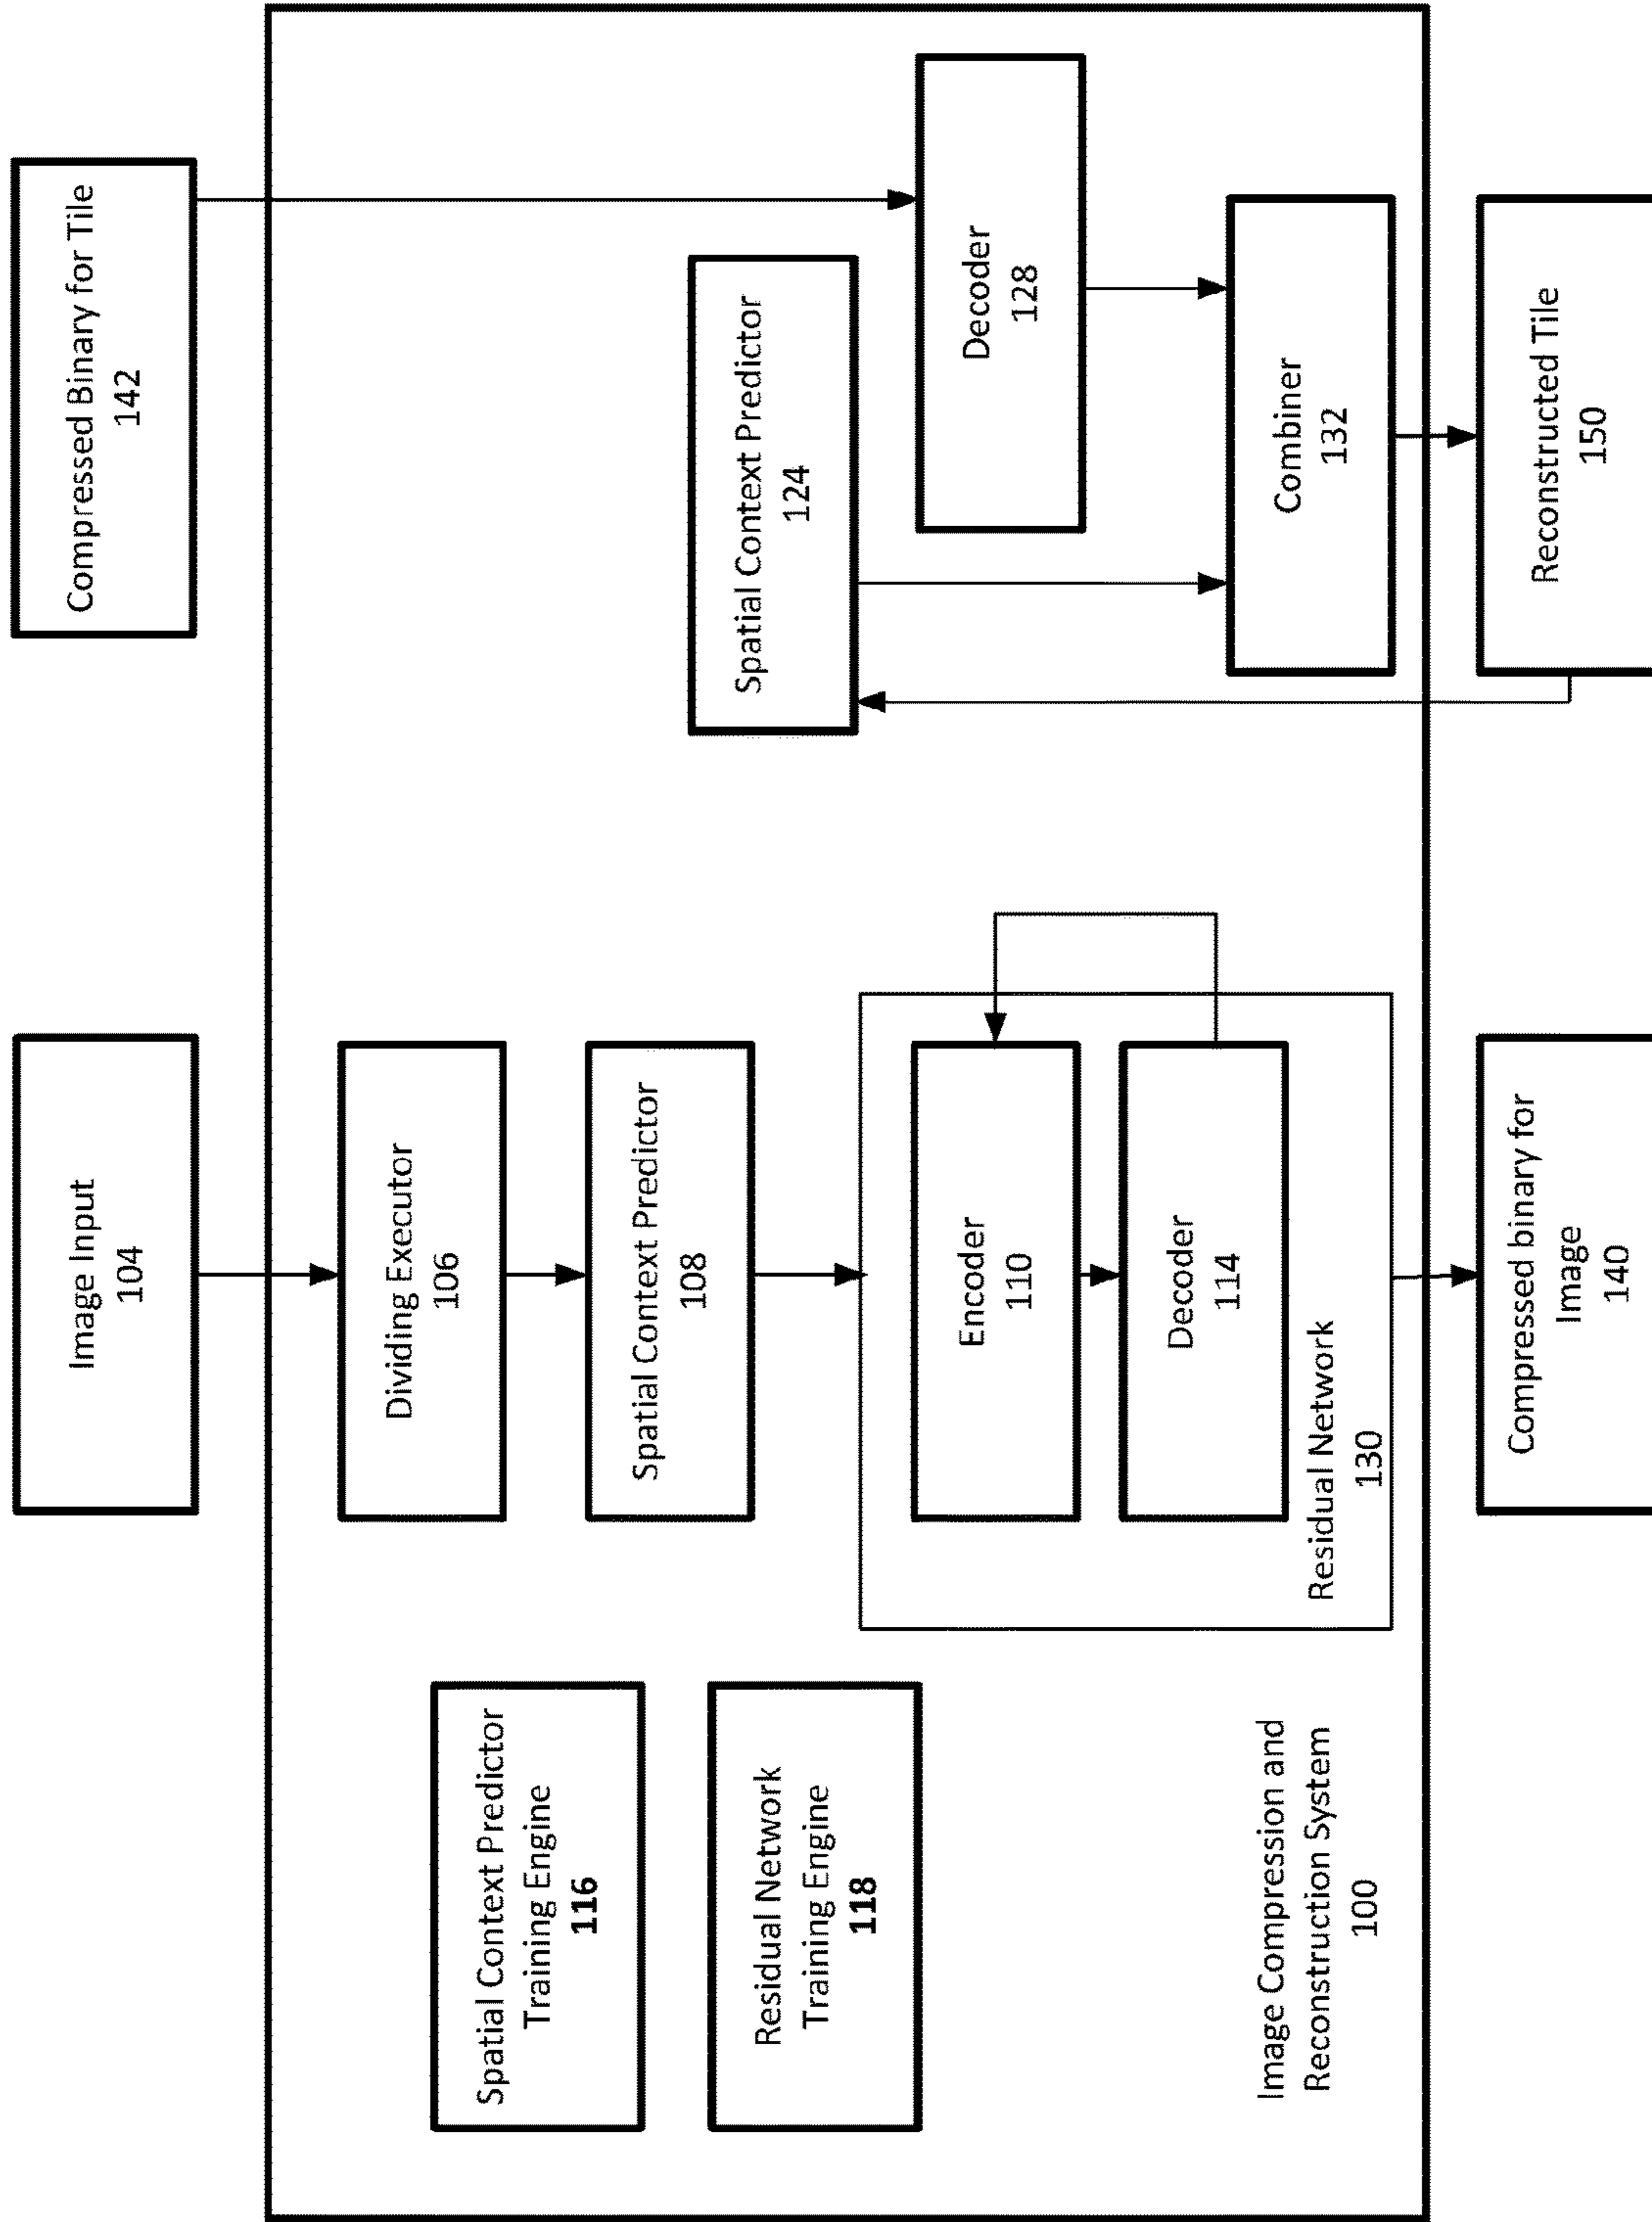 Image Input
104
Compressed Binary for Tile
142
Spatial Context Predictor
Training Engine
116
Residual Network
Training Engine
118
Image Compression and
Reconstruction System
100
Dividing Executor
106
Spatial Context Predictor
108
Encoder
110
Decoder
114
Residual Network
130
Spatial Context Predictor
124
Decoder
128
Combiner
132
Compressed binary for
Image
140
Reconstructed Tile
150